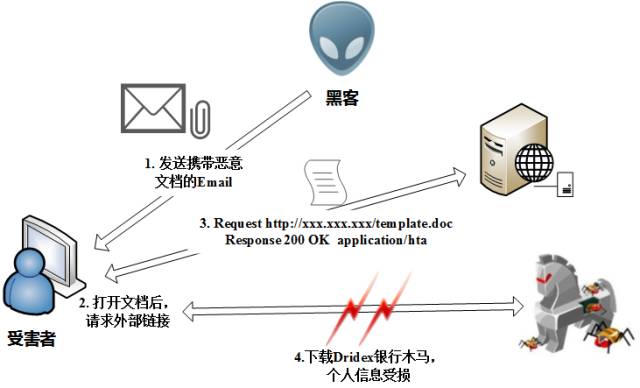 黑客
1. 发送携带恶意
文档的Email
3. Request http://xxx.xxx.xxx/template.doc
Response 200 OK application/hta
2. 打开文档后，
请求外部链接
受害者
4.下载Dridex银行木马，
个人信息受损